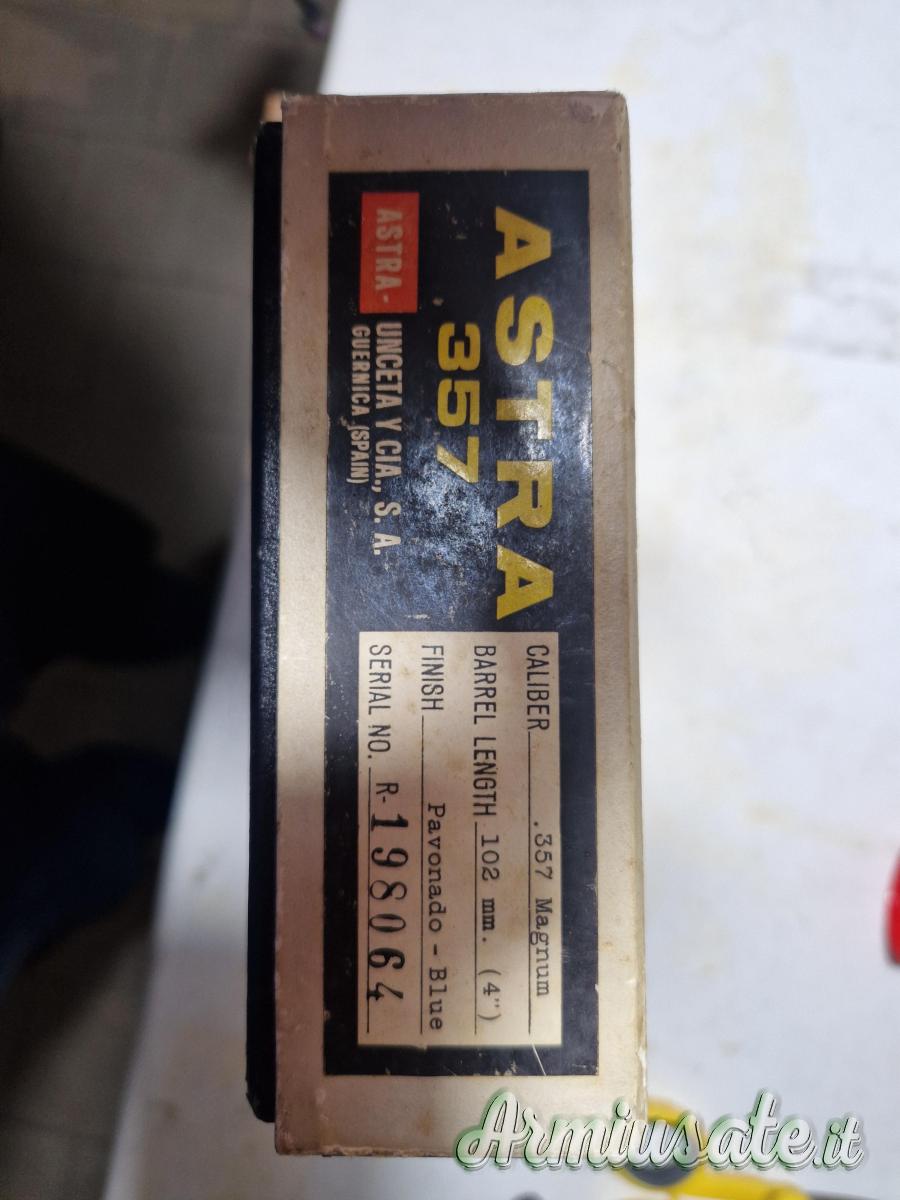 ASTRA
357
ASTRA-
UNCETA Y CIA., S. A.
GUERNICA (SPAIN)
CALIBER .357 Magnum
BARREL LENGTH 102 mm. (4")
FINISH Pavonado - Blue
SERIAL NO. R- 198064
Armiusate.it